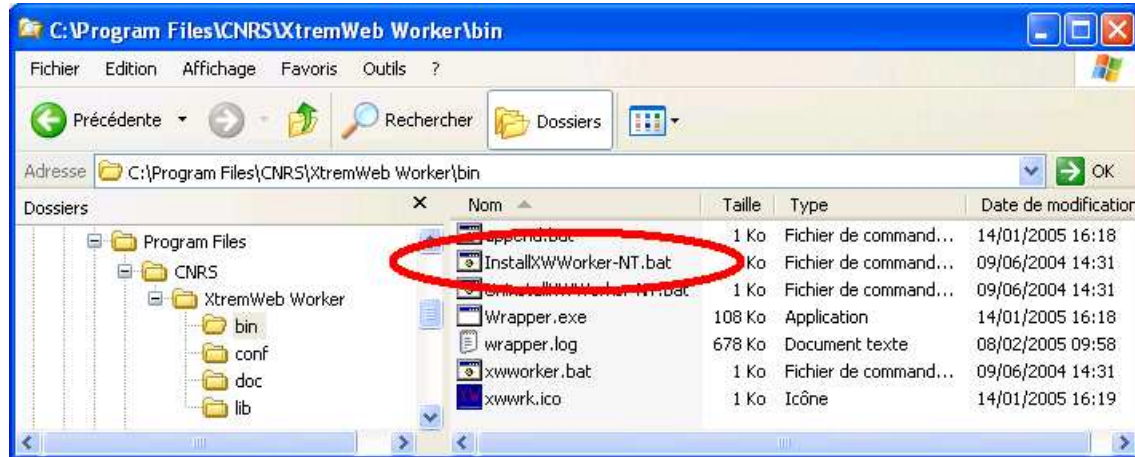 C:\Program Files\CNRS\XtremWeb Worker\bin
Fichier Edition Affichage Favoris Outils ?
Précédente Rechercher Dossiers
Adresse C:\Program Files\CNRS\XtremWeb Worker\bin OK
Dossiers X Nom Taille Type Date de modification
Program Files append.bat 1 Ko Fichier de command... 14/01/2005 16:18
CNRS InstallXWWorker-NT.bat Ko Fichier de command... 09/06/2004 14:31
XtremWeb Worker UninstallXWWorker-NT.bat 1 Ko Fichier de command... 09/06/2004 14:31
bin Wrapper.exe 108 Ko Application 14/01/2005 16:18
conf wrapper.log 678 Ko Document texte 08/02/2005 09:58
doc xwworker.bat 1 Ko Fichier de command... 09/06/2004 14:31
lib xwwrk.ico 1 Ko Icône 14/01/2005 16:19